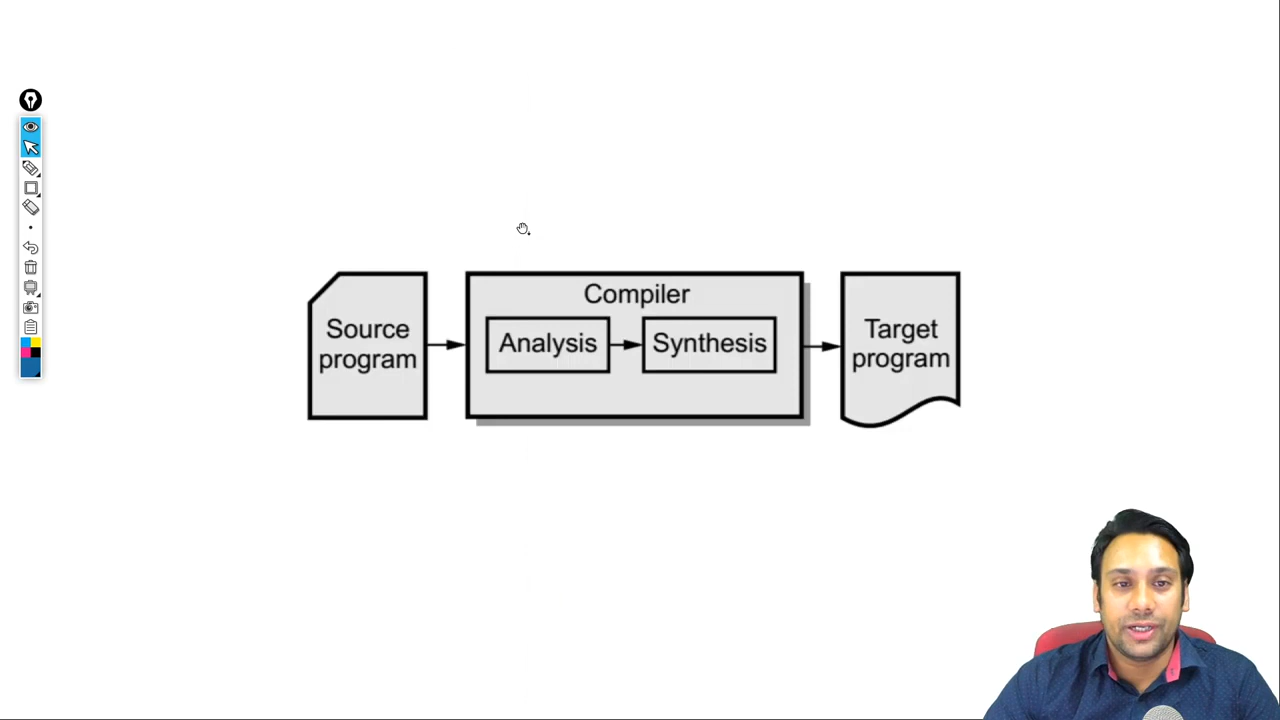 Source
program
Compiler
Analysis
Synthesis
Target
program